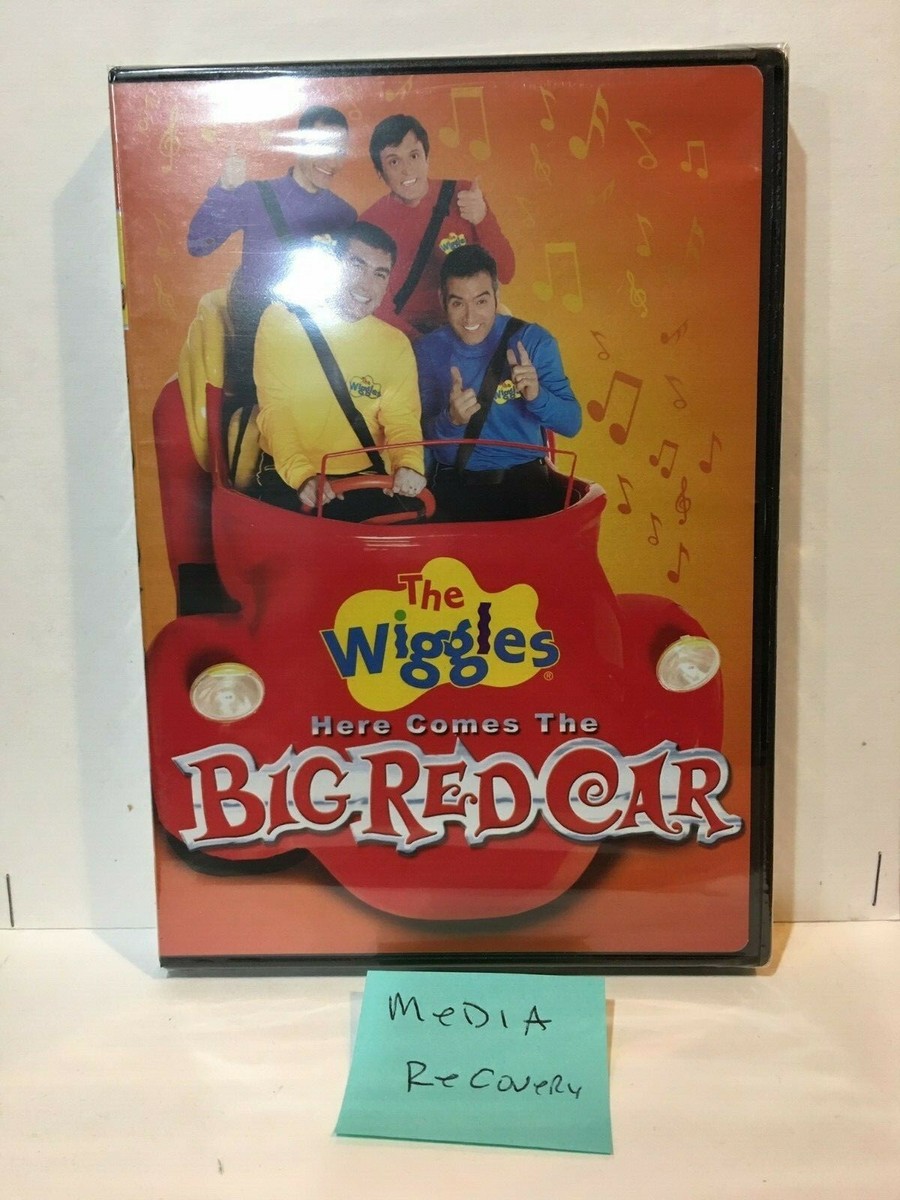 The
Wiggles
®
Here Comes The
BIG RED CAR
MeDIA
ReCOVeRy